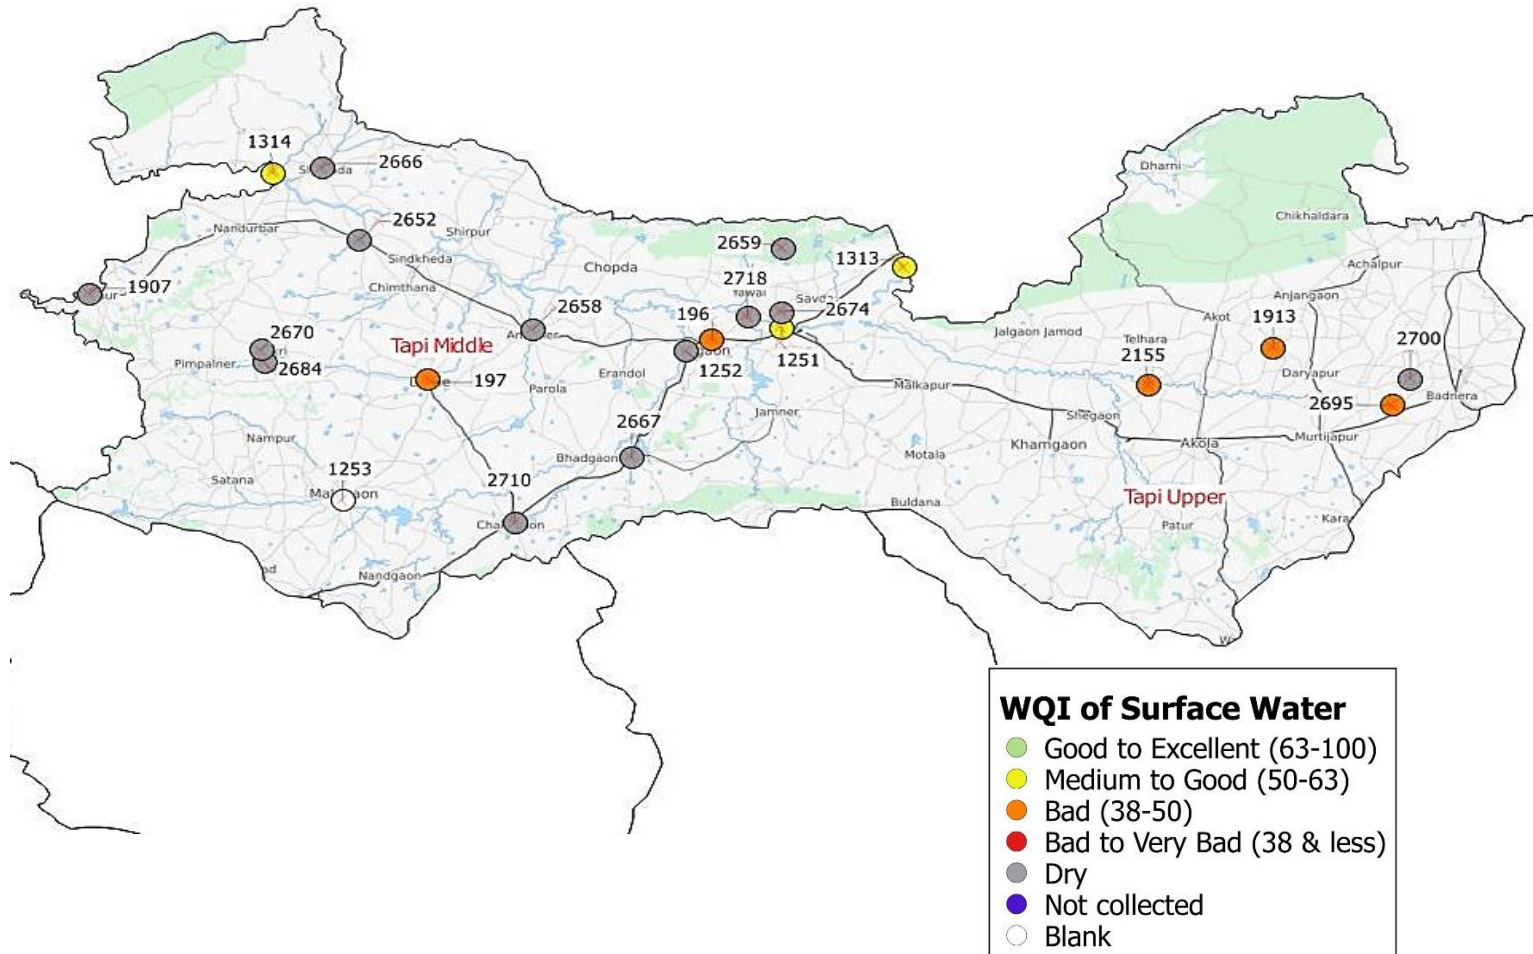 Dharni
1314
2666
Chikhaldara
2652
Nandurbar
Shirpur
2659
1313
Sindkheda
Chopda
Achalpur
2718
1907
Chimthana
Anjangaon
2658
2674
196
Akot
1913
Jalgaon Jamod
Telhara
2670
Tapi Middle
2700
2155
Pimpalner
2684
1252
1251
Erandol
Daryapur
197
Parola
Malkapur
Badnera
2695
Jamner
Shegaon
2667
Nampur
Khamgaon
Akola
Murtijapur
Bhadgaon
Motala
1253
Satana
2710
Tapi Upper
Buldana
Patur
Nandgaon
WQI of Surface Water
Good to Excellent (63-100)
Medium to Good (50-63)
Bad (38-50)
Bad to Very Bad (38 & less)
Dry
Not collected
Blank